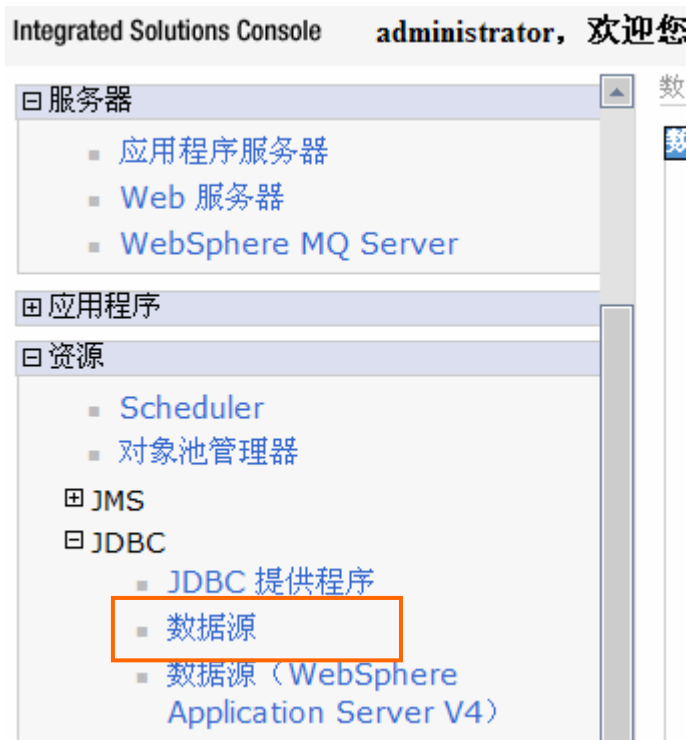 Integrated Solutions Console administrator，欢迎您
数
服务器
数
应用程序服务器
Web 服务器
WebSphere MQ Server
应用程序
资源
Scheduler
对象池管理器
JMS
JDBC
JDBC 提供程序
数据源
数据源（WebSphere
Application Server V4）